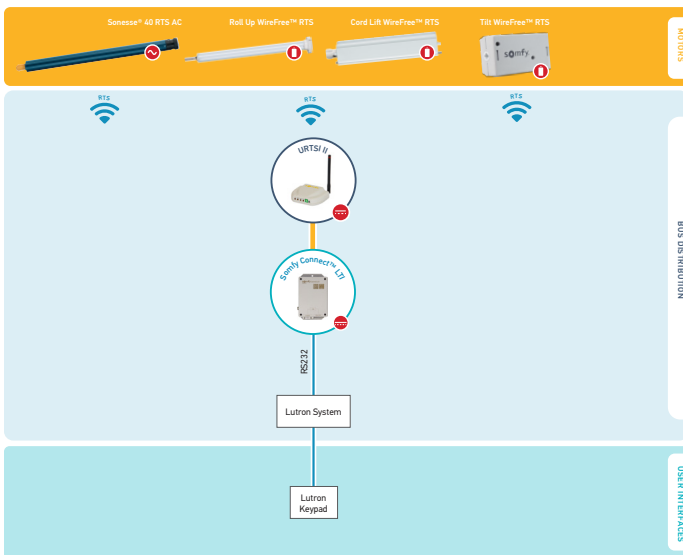 Sonesse® 40 RTS AC
Roll Up WireFree™ RTS
Cord Lift WireFree™ RTS
Tilt WireFree™ RTS
somfy
MOTORS
RTS
RTS
RTS
URTSI II
BUS DISTRIBUTION
Somfy Connect™ LTI
RS232
Lutron System
Lutron
Keypad
USER INTERFACES